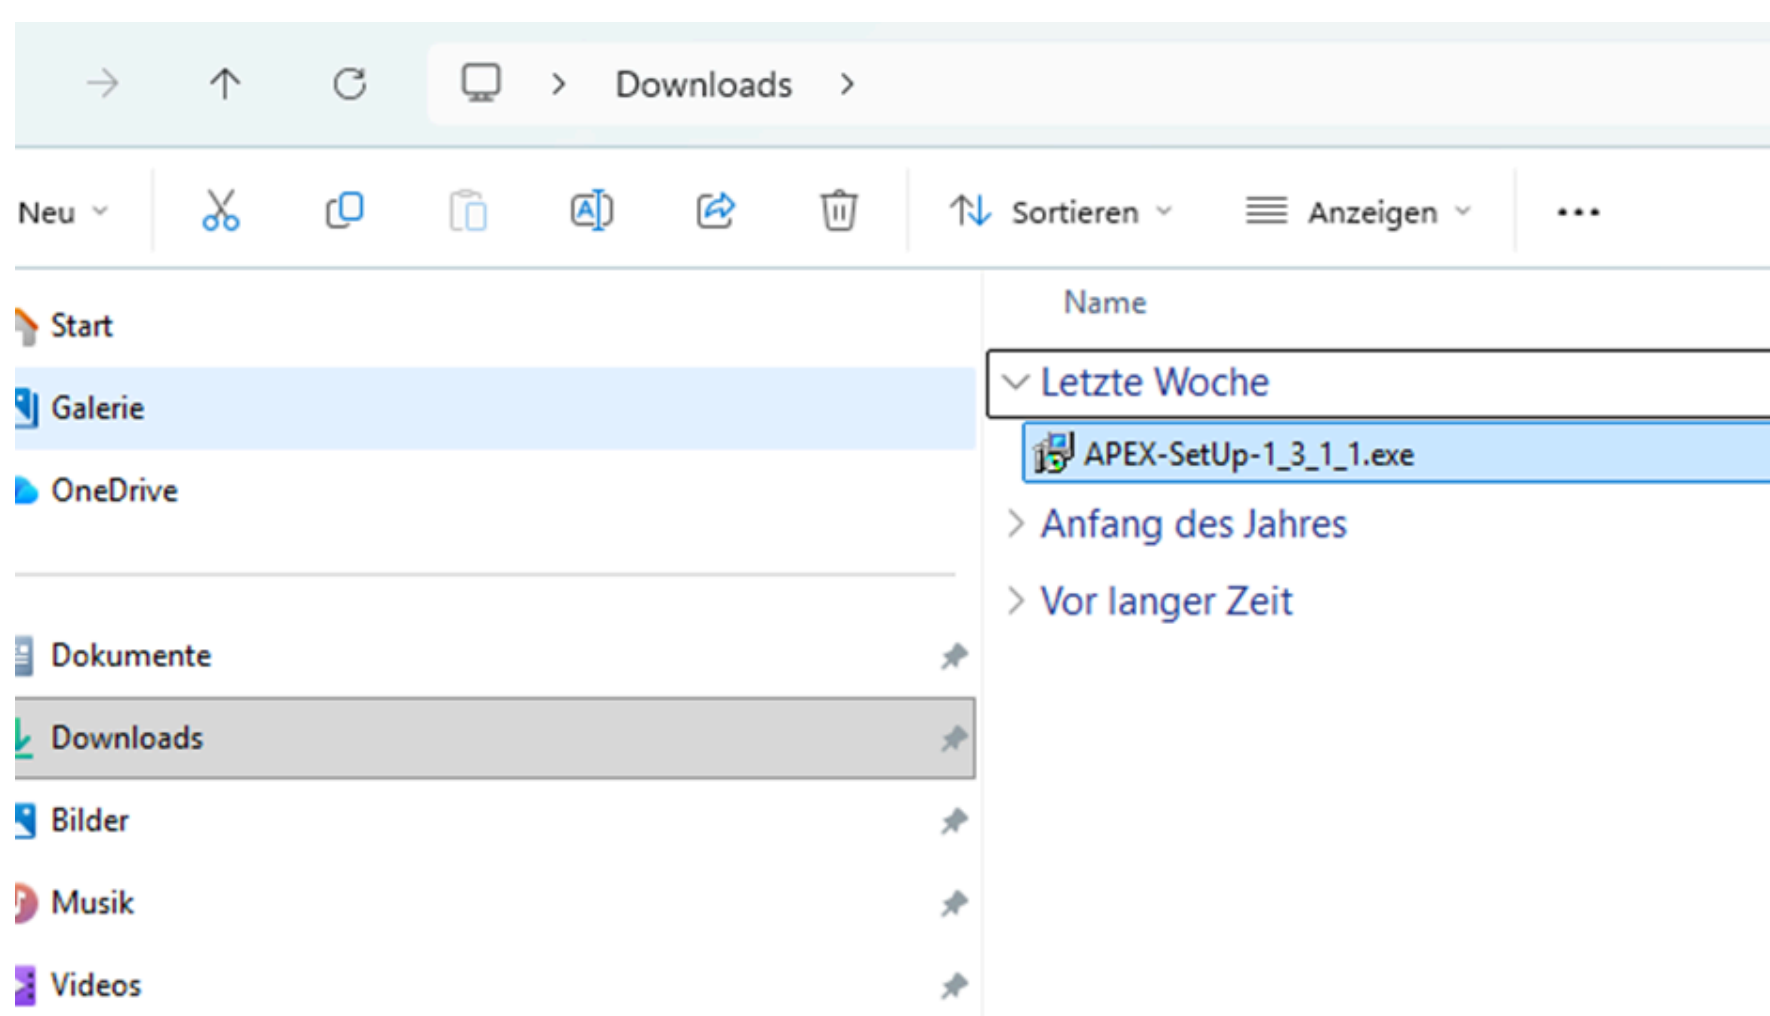 Downloads
Neu
Sortieren
Anzeigen
Start
Galerie
OneDrive
Dokumente
Downloads
Bilder
Musik
Videos
Name
Letzte Woche
APEX-SetUp-1_3_1_1.exe
Anfang des Jahres
Vor langer Zeit